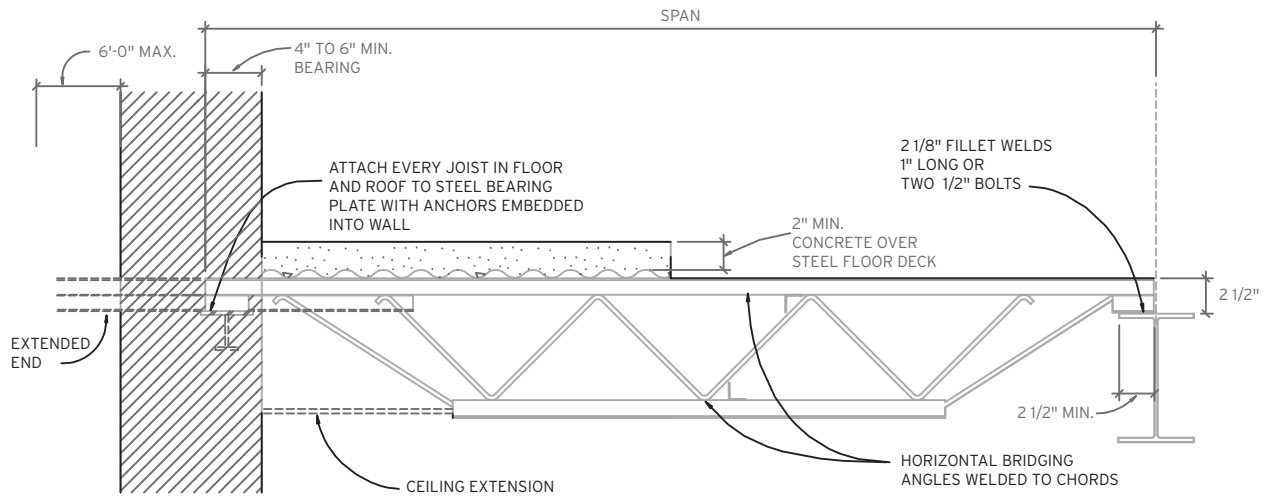 SPAN
6'-0" MAX.
4" TO 6" MIN.
BEARING
ATTACH EVERY JOIST IN FLOOR
AND ROOF TO STEEL BEARING
PLATE WITH ANCHORS EMBEDDED
INTO WALL
2 1/8" FILLET WELDS
1" LONG OR
TWO 1/2" BOLTS
2" MIN.
CONCRETE OVER
STEEL FLOOR DECK
2 1/2"
EXTENDED
END
2 1/2" MIN.
HORIZONTAL BRIDGING
ANGLES WELDED TO CHORDS
CEILING EXTENSION